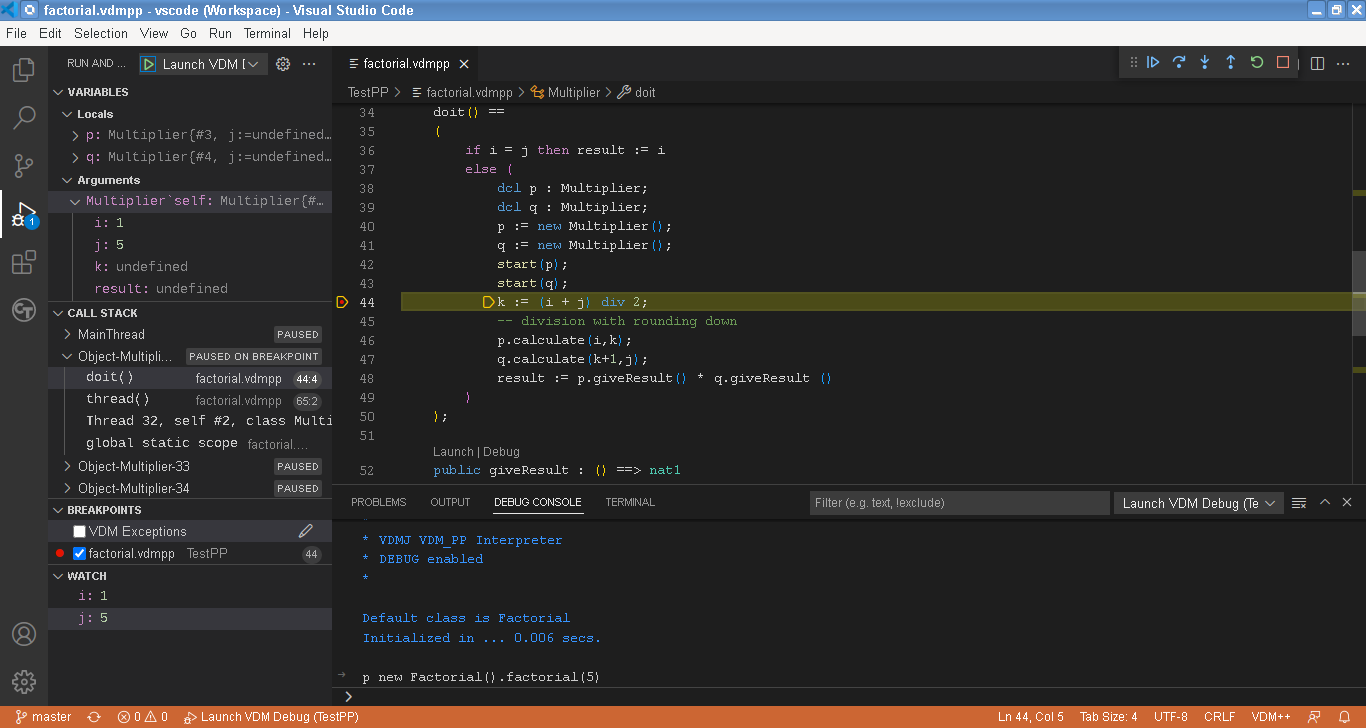 factorial.vdmpp - vscode (Workspace) - Visual Studio Code
File Edit Selection View Go Run Terminal Help
RUN AND ...
Launch VDM D
VARIABLES
Locals
p: Multiplier{#3, j:=undefined…
q: Multiplier{#4, j:=undefined…
Arguments
Multiplier`self: Multiplier{#…
i: 1
j: 5
k: undefined
result: undefined
CALL STACK
MainThread PAUSED
Object-Multipli... PAUSED ON BREAKPOINT
doit() factorial.vdmpp 44:4
thread() factorial.vdmpp 65:2
Thread 32, self #2, class Multi
global static scope factorial....
Object-Multiplier-33 PAUSED
Object-Multiplier-34 PAUSED
BREAKPOINTS
VDM Exceptions
factorial.vdmpp TestPP 44
WATCH
i: 1
j: 5
1
factorial.vdmpp
TestPP > factorial.vdmpp > Multiplier > doit
34 doit() ==
35 (
36 if i = j then result := i
37 else (
38 dcl p : Multiplier;
39 dcl q : Multiplier;
40 p := new Multiplier();
41 q := new Multiplier();
42 start(p);
43 start(q);
44 k := (i + j) div 2;
45 -- division with rounding down
46 p.calculate(i,k);
47 q.calculate(k+1,j);
48 result := p.giveResult() * q.giveResult ()
49 )
50 );
51
Launch | Debug
52 public giveResult : () ==> nat1
PROBLEMS OUTPUT DEBUG CONSOLE TERMINAL
Filter (e.g. text, !exclude)
Launch VDM Debug (Te
*
* VDMJ VDM_PP Interpreter
* DEBUG enabled
*
Default class is Factorial
Initialized in ... 0.006 secs.
p new Factorial().factorial(5)
>
master 0 0 Launch VDM Debug (TestPP) Ln 44, Col 5 Tab Size: 4 UTF-8 CRLF VDM++